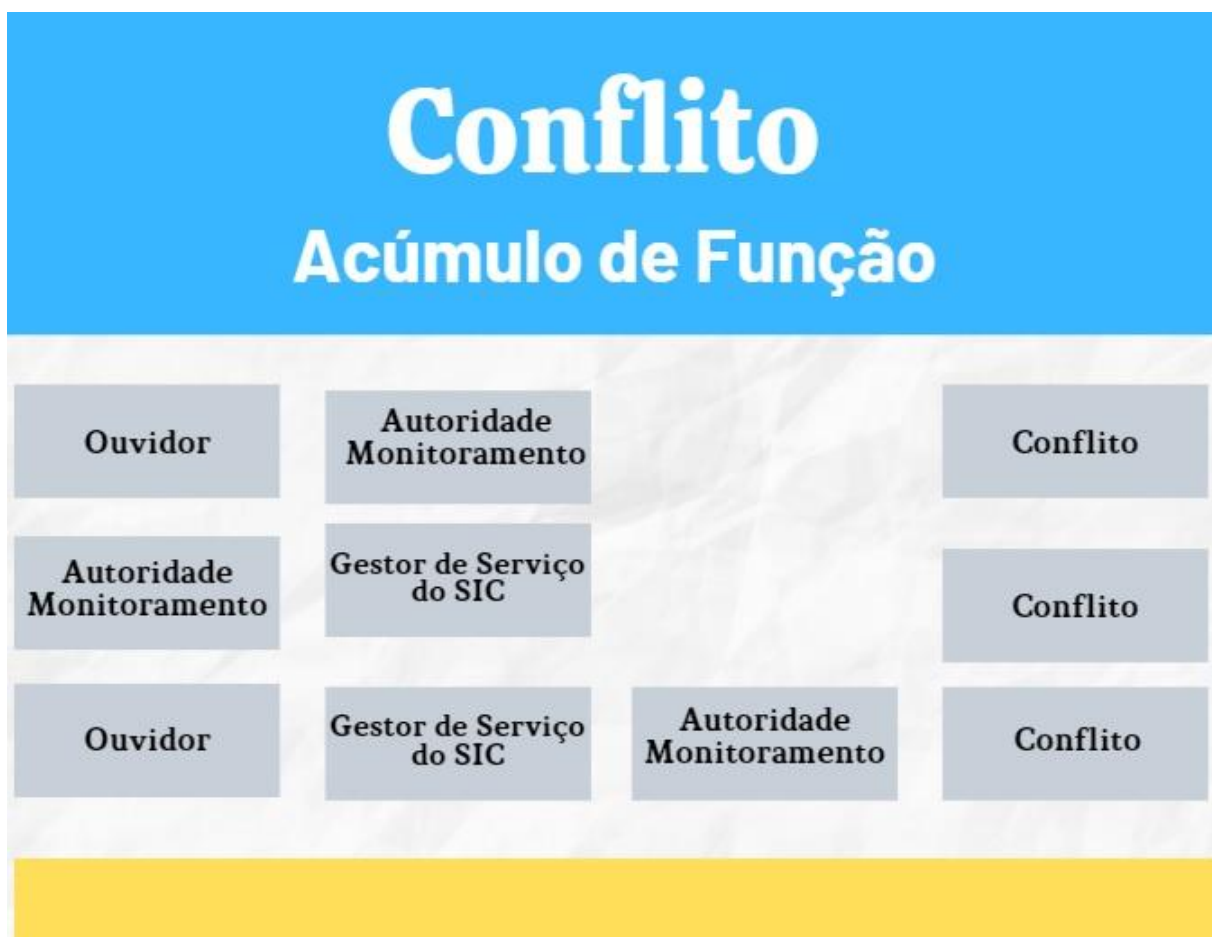 Conflito
Acúmulo de Função
Ouvidor
Autoridade
Monitoramento
Conflito
Autoridade
Monitoramento
Gestor de Serviço
do SIC
Conflito
Ouvidor
Gestor de Serviço
do SIC
Autoridade
Monitoramento
Conflito